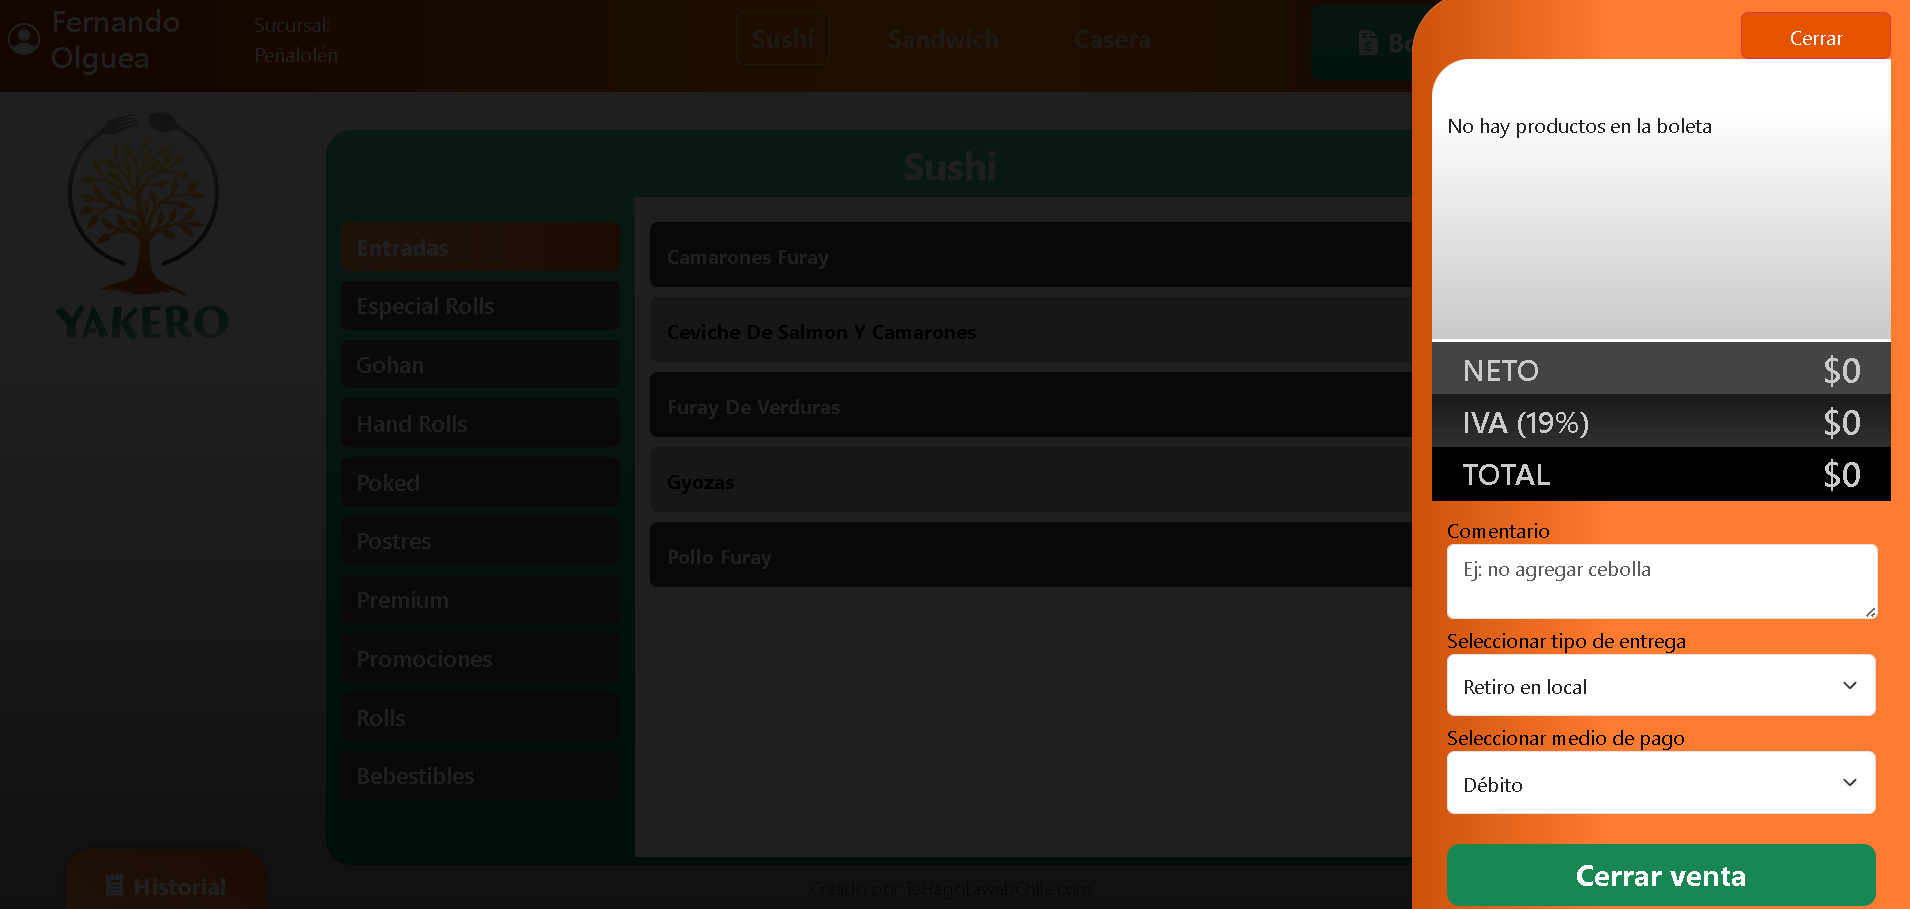 Fernando
Olguea
Sucursal:
Peñalolén
Sushi
Sandwich
Casera
Cerrar
YAKERO
Sushi
Entradas
Especial Rolls
Gohan
Hand Rolls
Poked
Postres
Premium
Promociones
Rolls
Bebestibles
Camarones Furay
Ceviche De Salmon Y Camarones
Furay De Verduras
Gyozas
Pollo Furay
No hay productos en la boleta
NETO $0
IVA (19%) $0
TOTAL $0
Comentario
Ej: no agregar cebolla
Seleccionar tipo de entrega
Retiro en local
Seleccionar medio de pago
Débito
Cerrar venta
Historial
Creado por TeHagoLawebChile.com